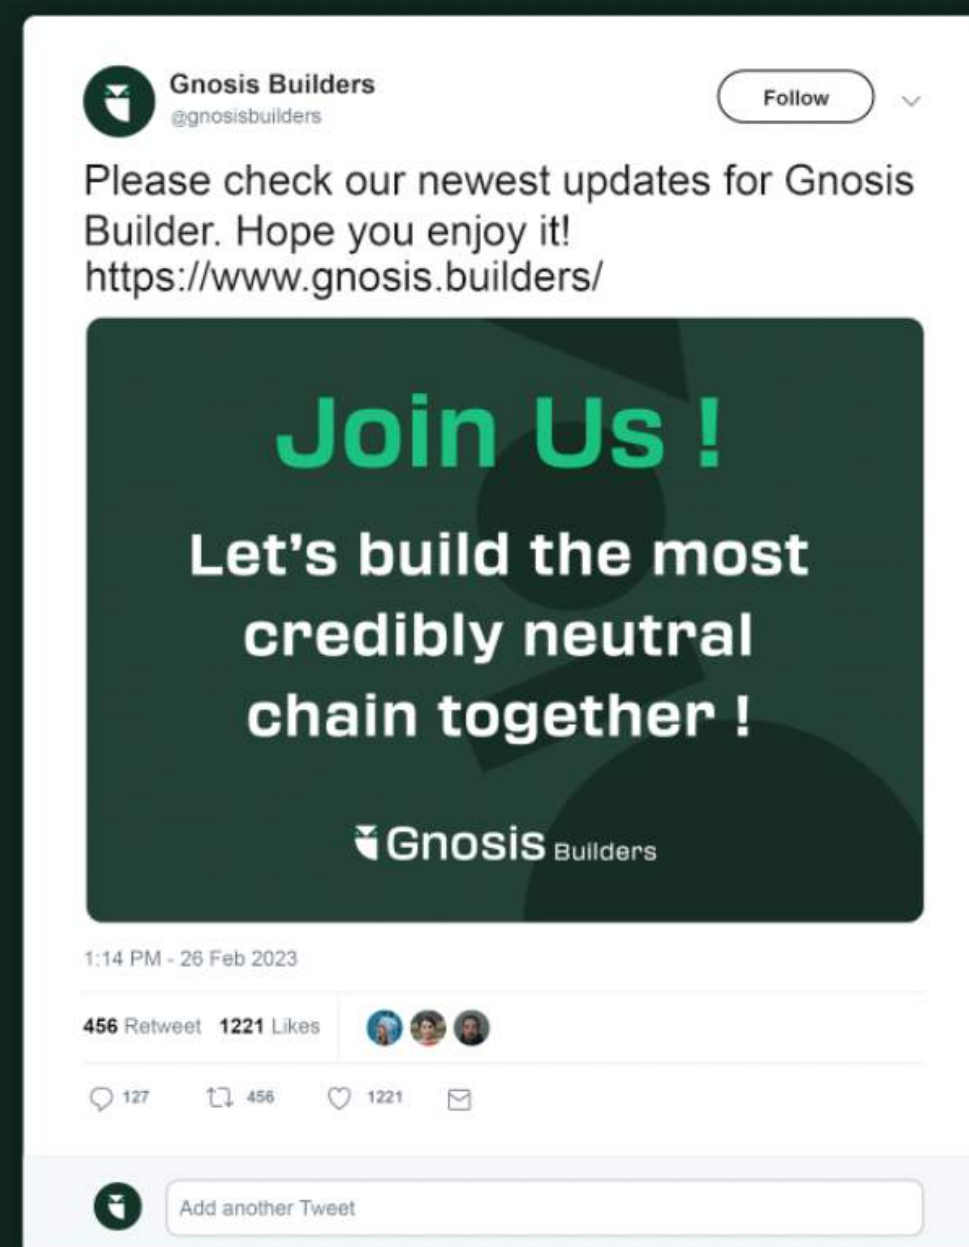 Gnosis Builders
@gnosisbuilders
Follow
Please check our newest updates for Gnosis
Builder. Hope you enjoy it!
https://www.gnosis.builders/
Join Us !
Let’s build the most
credibly neutral
chain together !
Gnosis Builders
1:14 PM - 26 Feb 2023
456 Retweet 1221 Likes
127 456 1221
Add another Tweet